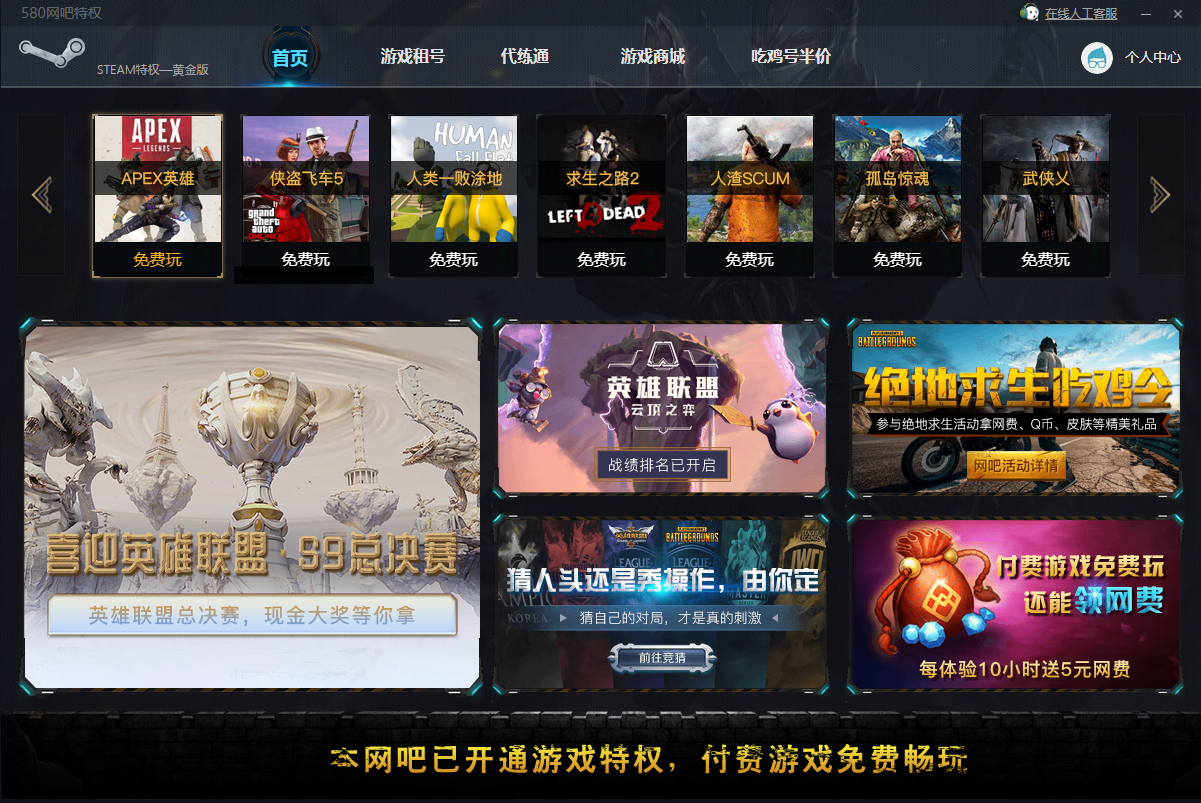 580网吧特权
在线人工客服
STEAM特权—黄金版
首页
游戏租号
代练通
游戏商城
吃鸡号半价
个人中心
APEX
LEGENDS
APEX英雄
免费玩
侠盗飞车5
grand
theft
auto
ONLINE
免费玩
HUMAN
Fall Flat
人类一败涂地
免费玩
求生之路2
LEFT 4 DEAD 2
免费玩
人渣SCUM
免费玩
孤岛惊魂
免费玩
武侠乂
免费玩
喜迎英雄联盟·S9总决赛
英雄联盟总决赛，现金大奖等你拿
英雄联盟
云顶之弈
战绩排名已开启
BATTLEGROUNDS
绝地求生吃鸡令
参与绝地求生活动拿网费、Q币、皮肤等精美礼品
网吧活动详情
英雄联盟
BATTLEGROUNDS
LEAGUE
LEAGUE
猜人头还是秀操作，由你定
KOREA
猜自己的对局，才是真的刺激
前往竞猜
付费游戏免费玩
还能领网费
每体验10小时送5元网费
本网吧已开通游戏特权，付费游戏免费畅玩